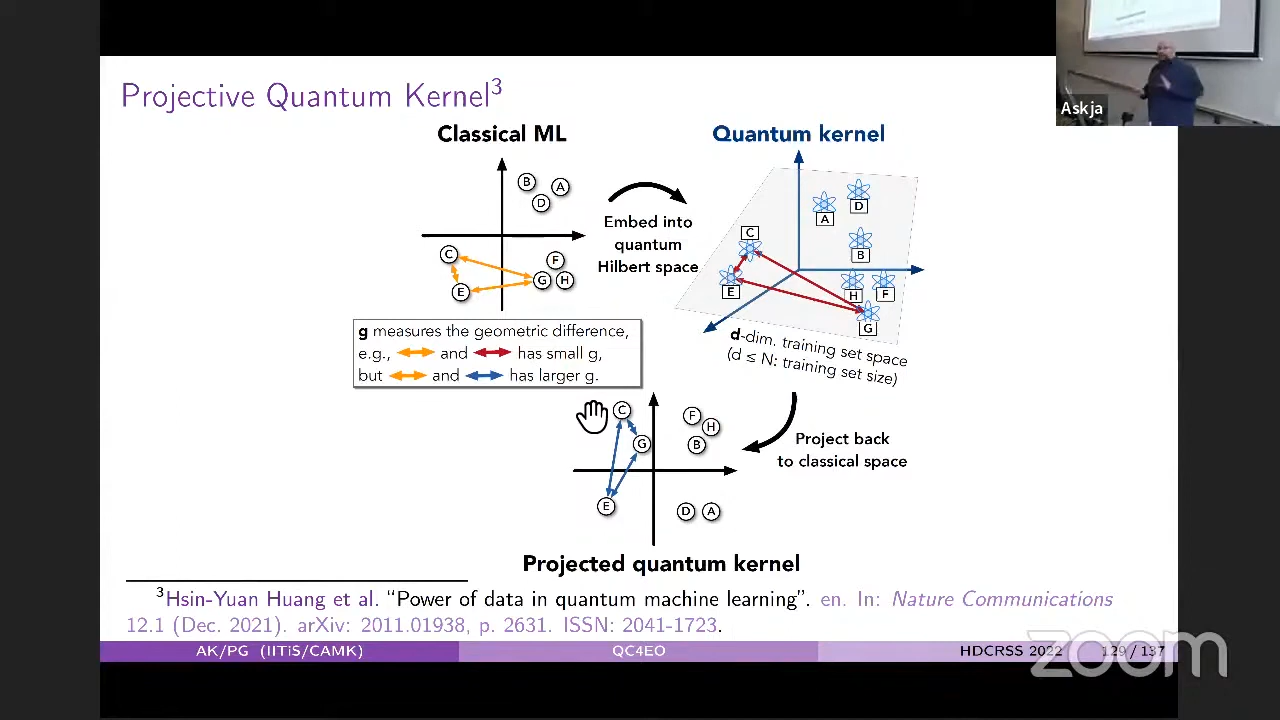 Askja
Projective Quantum Kernel³
Classical ML
B
A
D
C
E
F
G
H
Embed into
quantum
Hilbert space
Quantum kernel
D
A
C
B
E
H
F
G
d-dim. training set space
(d ≤ N: training set size)
g measures the geometric difference,
e.g., and has small g,
but and has larger g.
C
F
H
G
B
E
D
A
Project back
to classical space
Projected quantum kernel
³Hsin-Yuan Huang et al. “Power of data in quantum machine learning”. en. In: Nature Communications
12.1 (Dec. 2021). arXiv: 2011.01938, p. 2631. ISSN: 2041-1723.
AK/PG (IITiS/CAMK)
QC4EO
HDCRSS 2022
129 / 137
zoom